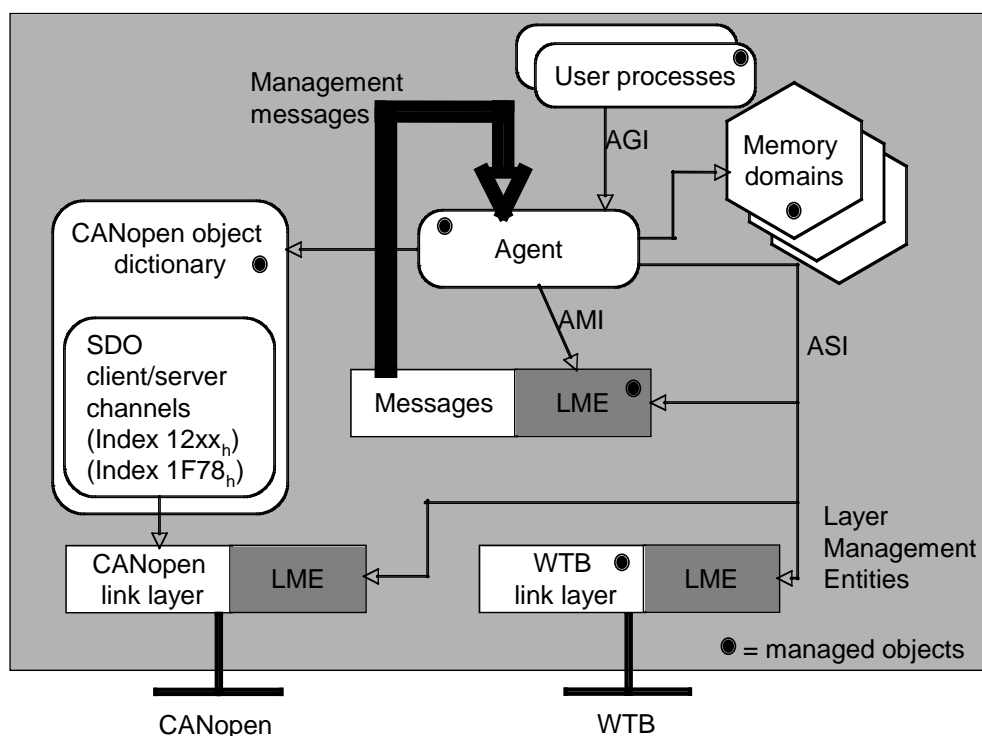 User processes
Management
messages
AGI
Memory
domains
CANopen object
dictionary
Agent
AMI
ASI
SDO
client/server
channels
(Index 12xxh)
(Index 1F78h)
Messages
LME
Layer
Management
Entities
CANopen
link layer
LME
WTB
link layer
LME
= managed objects
CANopen
WTB